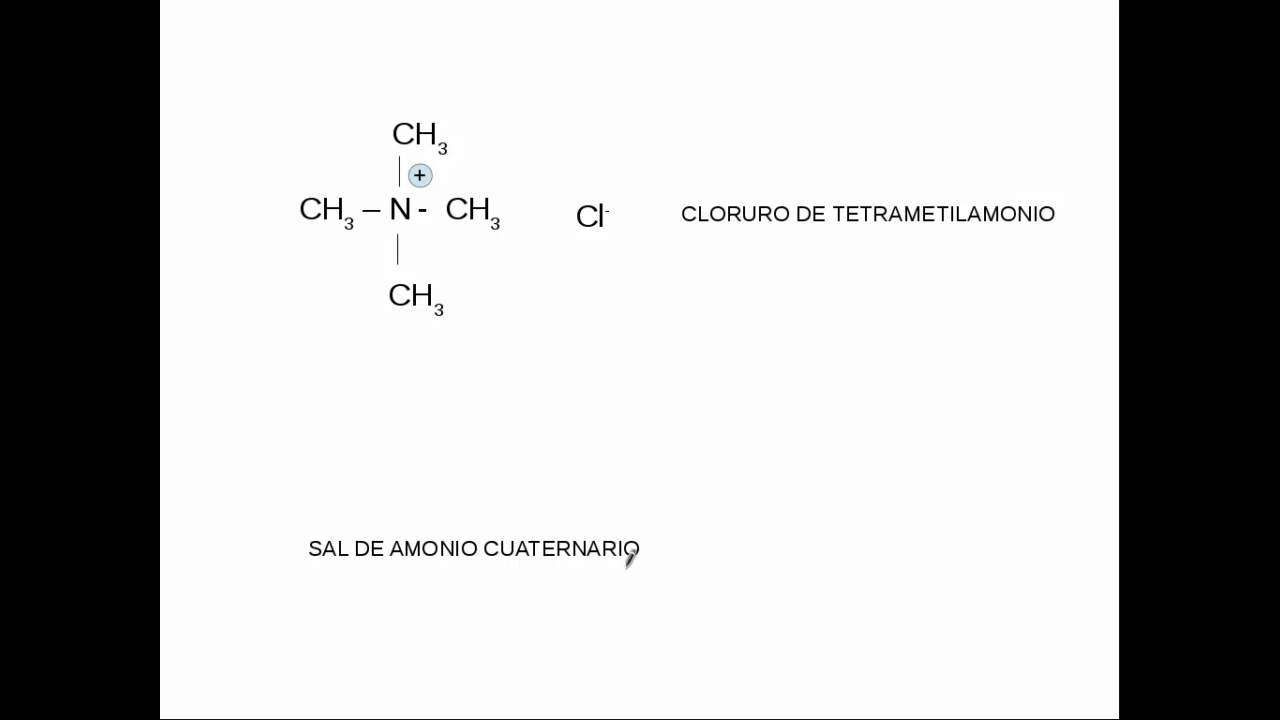 CH3
+
CH3 – N - CH3 Cl- CLORURO DE TETRAMETILAMONIO
CH3
SAL DE AMONIO CUATERNARIO